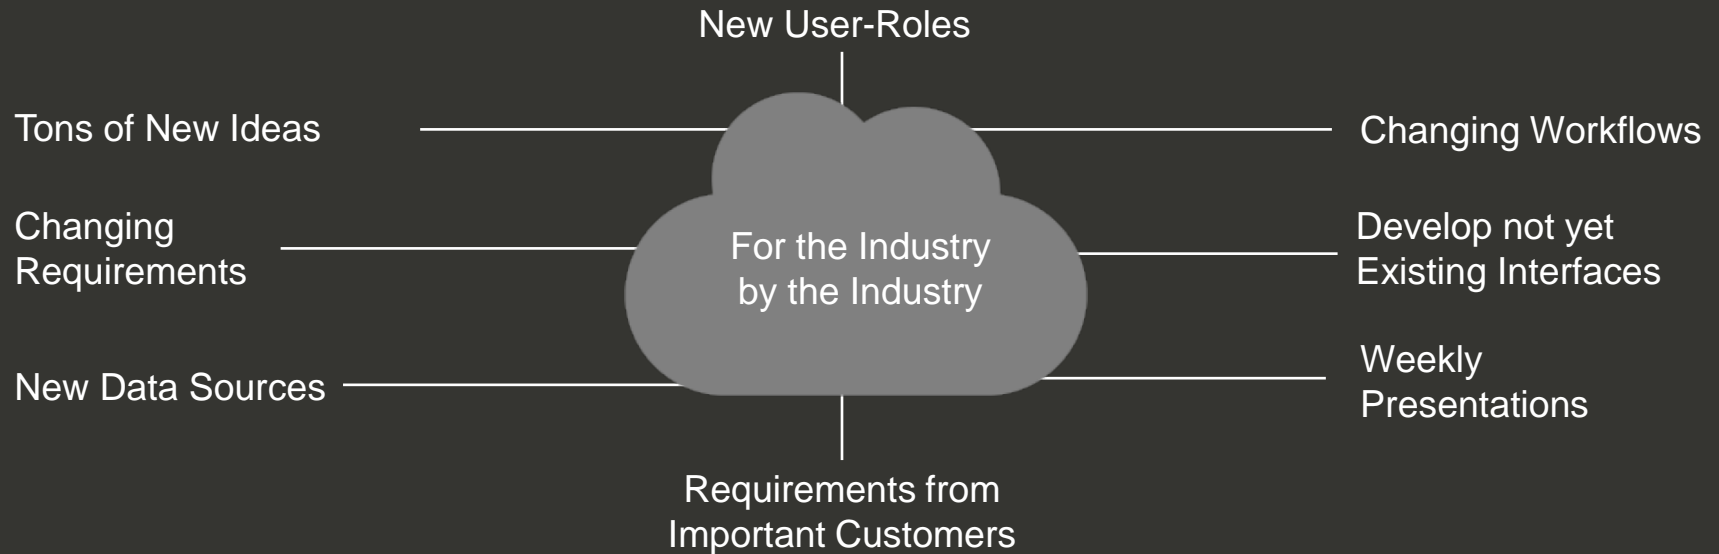 New User-Roles
Tons of New Ideas
Changing Workflows
Changing
Requirements
For the Industry
by the Industry
Develop not yet
Existing Interfaces
New Data Sources
Weekly
Presentations
Requirements from
Important Customers